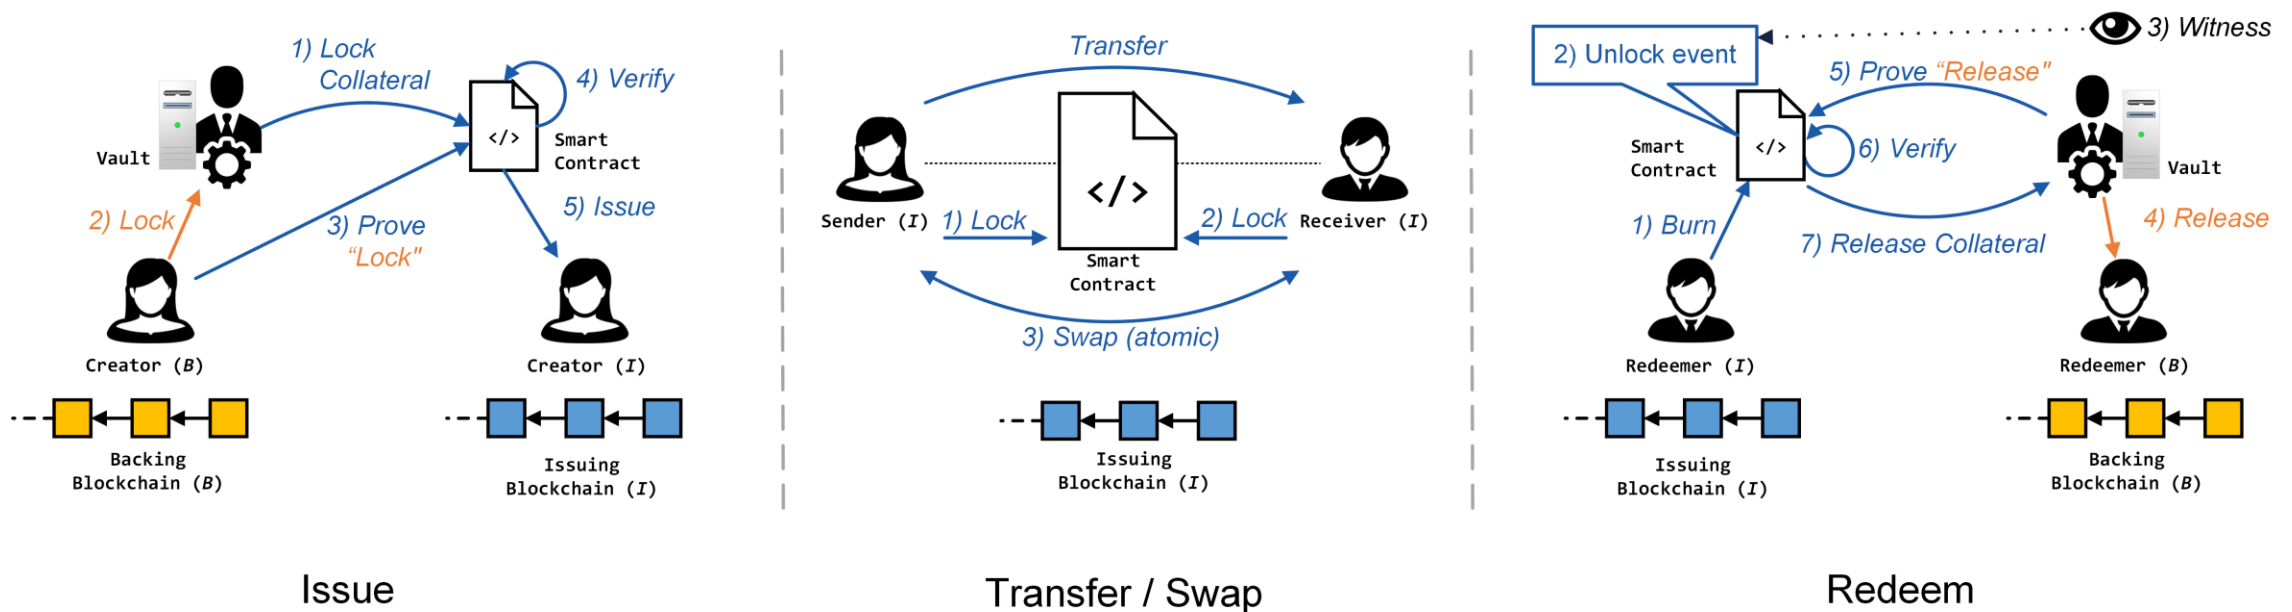 1) Lock
Collateral
4) Verify
</>
Smart
Contract
Vault
2) Lock
3) Prove
“Lock"
5) Issue
Creator (B)
Creator (I)
Backing
Blockchain (B)
Issuing
Blockchain (I)
Issue
Transfer
</>
Sender (I)
Receiver (I)
1) Lock
2) Lock
Smart
Contract
3) Swap (atomic)
Issuing
Blockchain (I)
Transfer / Swap
3) Witness
2) Unlock event
5) Prove “Release"
</>
Smart
Contract
6) Verify
Vault
1) Burn
7) Release Collateral
4) Release
Redeemer (I)
Redeemer (B)
Issuing
Blockchain (I)
Backing
Blockchain (B)
Redeem